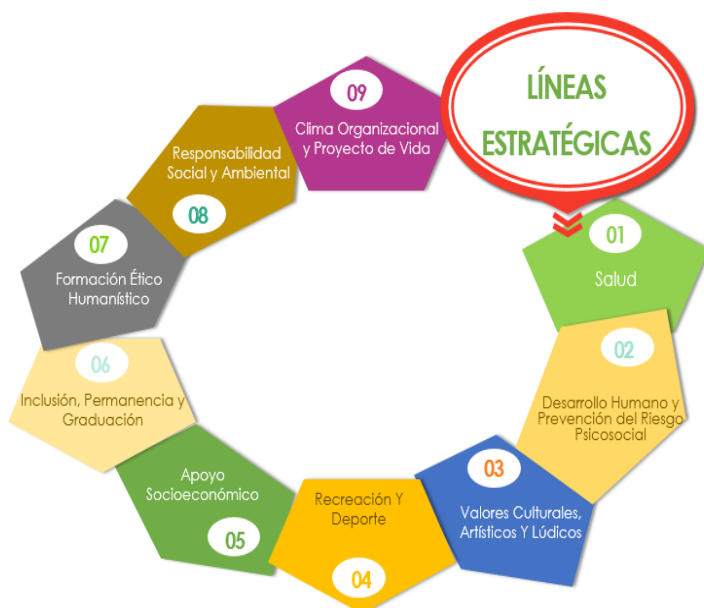 LÍNEAS
ESTRATÉGICAS
01
Salud
02
Desarrollo Humano y
Prevención del Riesgo
Psicosocial
03
Valores Culturales,
Artísticos Y Lúdicos
Recreación Y
Deporte
04
Apoyo
Socioeconómico
05
06
Inclusión, Permanencia y
Graduación
07
Formación Ético
Humanístico
Responsabilidad
Social y Ambiental
08
09
Clima Organizacional
y Proyecto de Vida